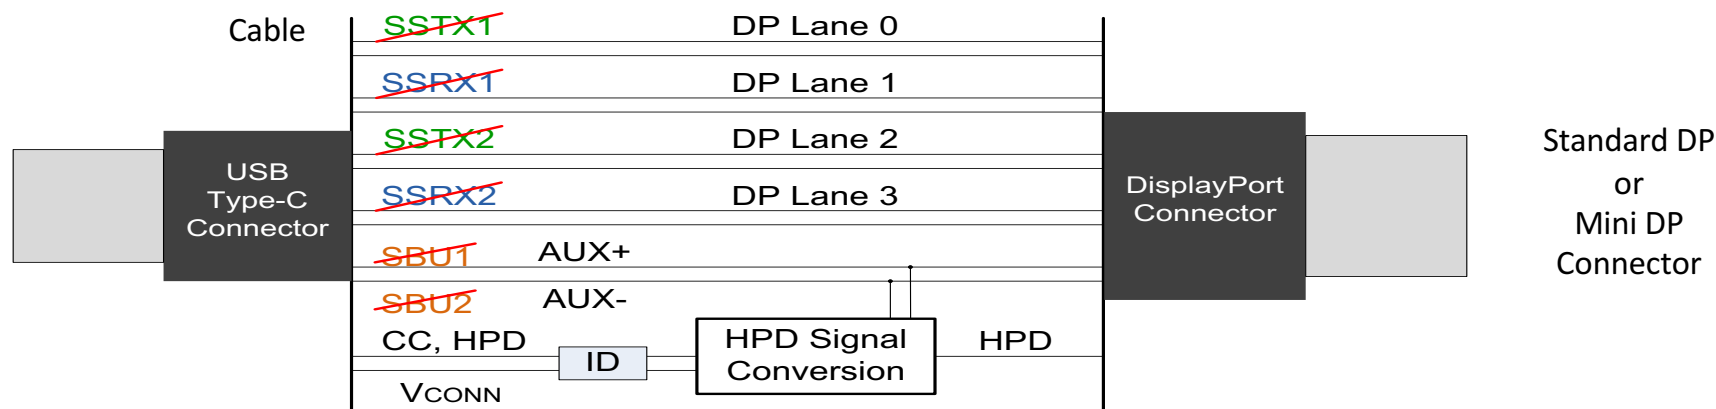 Cable
SSTX1 DP Lane 0
SSRX1 DP Lane 1
SSTX2 DP Lane 2
SSRX2 DP Lane 3
SBU1 AUX+
SBU2 AUX-
CC, HPD
VCONN
ID
HPD Signal
Conversion
HPD
USB
Type-C
Connector
DisplayPort
Connector
Standard DP
or
Mini DP
Connector